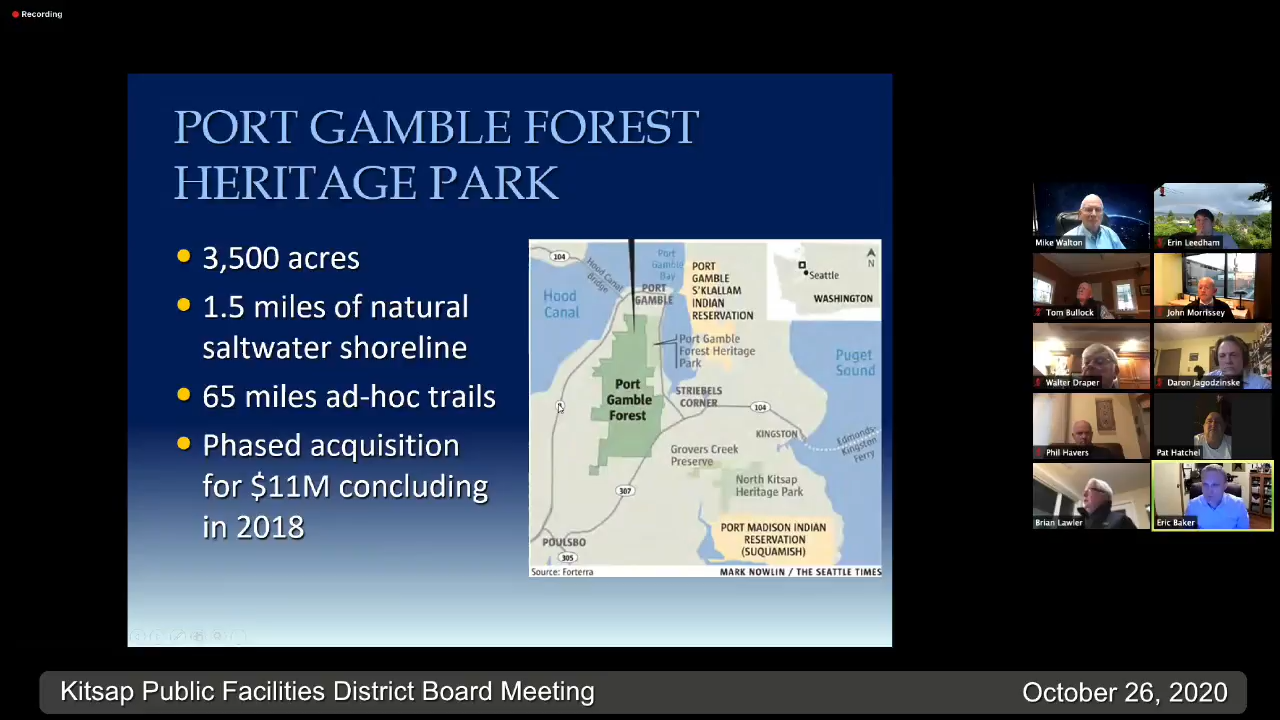 Recording
PORT GAMBLE FOREST
HERITAGE PARK
3,500 acres
1.5 miles of natural
saltwater shoreline
65 miles ad-hoc trails
Phased acquisition
for $11M concluding
in 2018
104
Hood Canal
Bridge
Port
Gamble
Bay
PORT
GAMBLE
Hood
Canal
PORT
GAMBLE
S'KLALLAM
INDIAN
RESERVATION
N
Seattle
WASHINGTON
Port Gamble
Forest Heritage
Park
Puget
Sound
Port
Gamble
Forest
STRIEBELS
CORNER
104
KINGSTON
Edmonds-
Kingston
Ferry
Grovers Creek
Preserve
307
North Kitsap
Heritage Park
PORT MADISON INDIAN
RESERVATION
(SUQUAMISH)
POULSBO
305
Source: Forterra
MARK NOWLIN / THE SEATTLE TIMES
Mike Walton
Erin Leedham
Tom Bullock
John Morrissey
Walter Draper
Daron Jagodzinske
Phil Havers
Pat Hatchel
Brian Lawler
Eric Baker
Kitsap Public Facilities District Board Meeting
October 26, 2020